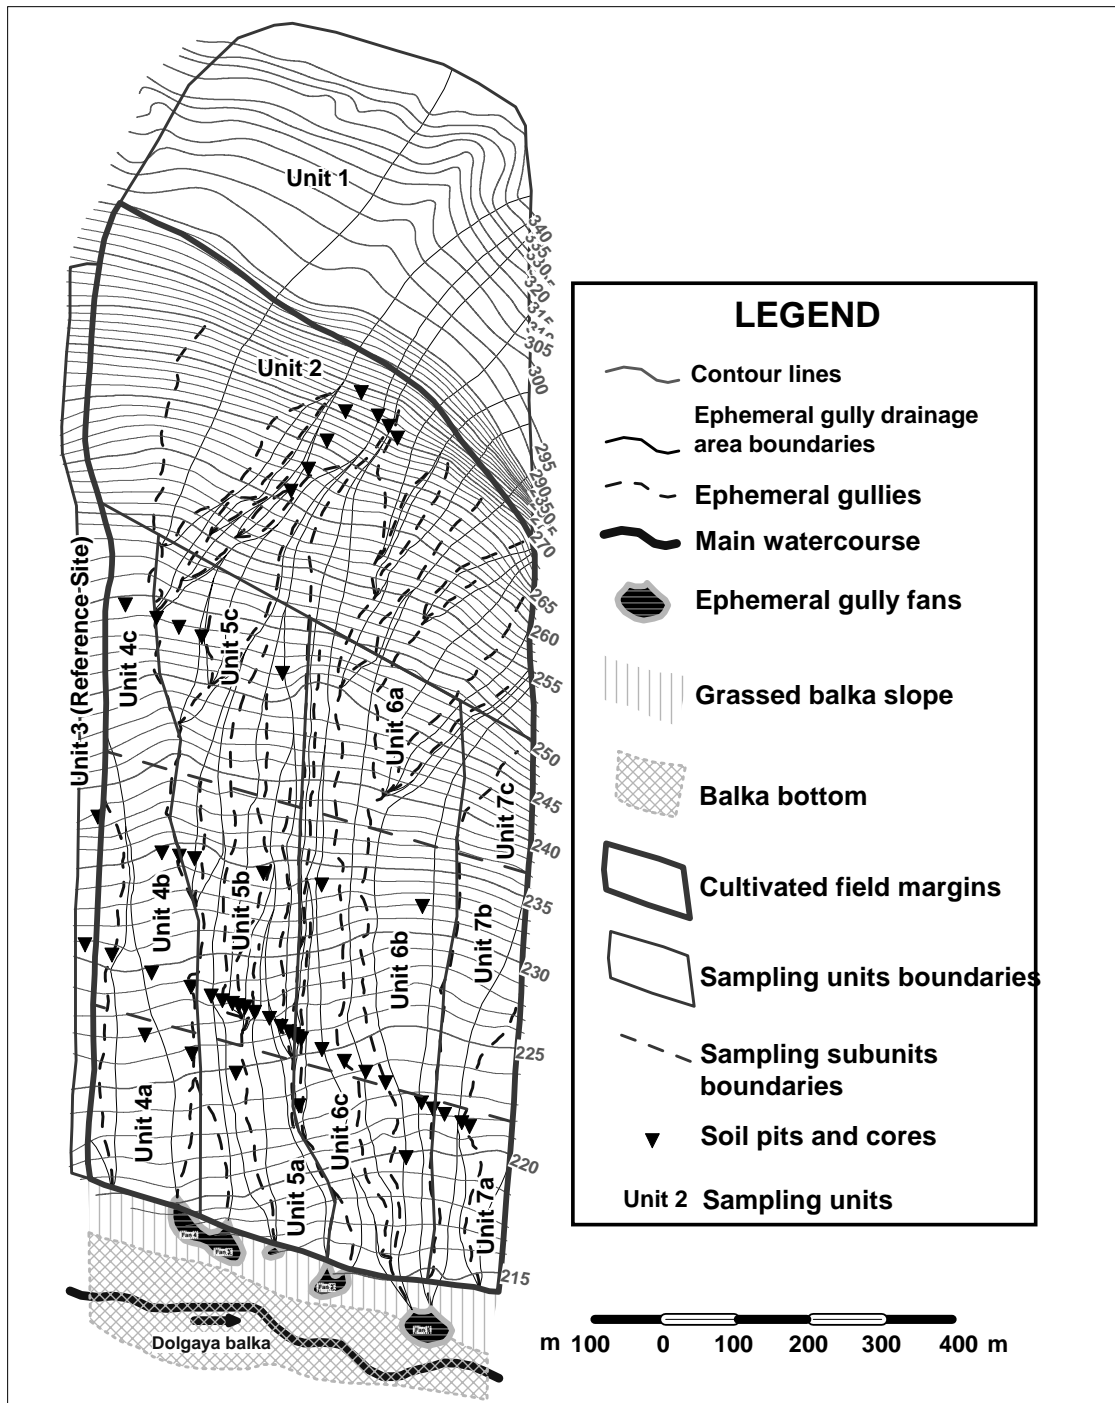 Unit 1
340
320
305
300
Unit 2
295
290
270
265
260
255
250
245
240
235
230
225
220
215
Unit 3 (Reference Site)
Unit 4c
Unit 5c
Unit 6a
Unit 7c
Unit 4b
Unit 5b
Unit 6b
Unit 7b
Unit 4a
Unit 5a
Unit 6c
Unit 7a
Fan 4
Dolgaya balka
LEGEND
Contour lines
Ephemeral gully drainage
area boundaries
Ephemeral gullies
Main watercourse
Ephemeral gully fans
Grassed balka slope
Balka bottom
Cultivated field margins
Sampling units boundaries
Sampling subunits
boundaries
Soil pits and cores
Unit 2 Sampling units
m 100 0 100 200 300 400 m